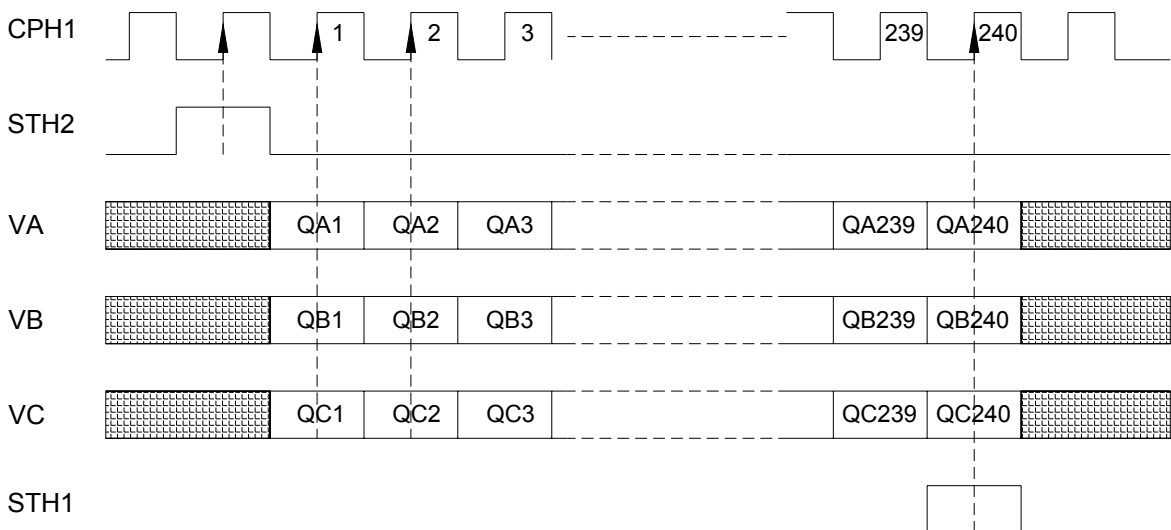 CPH1 1 2 3 239 240
STH2
VA QA1 QA2 QA3 QA239 QA240
VB QB1 QB2 QB3 QB239 QB240
VC QC1 QC2 QC3 QC239 QC240
STH1